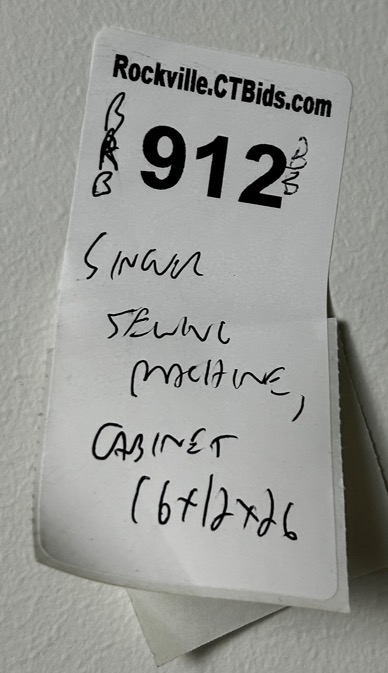 Rockville.CTBids.com
912
SINGER
SEWING
MACHINE,
CABINET
16x12x26